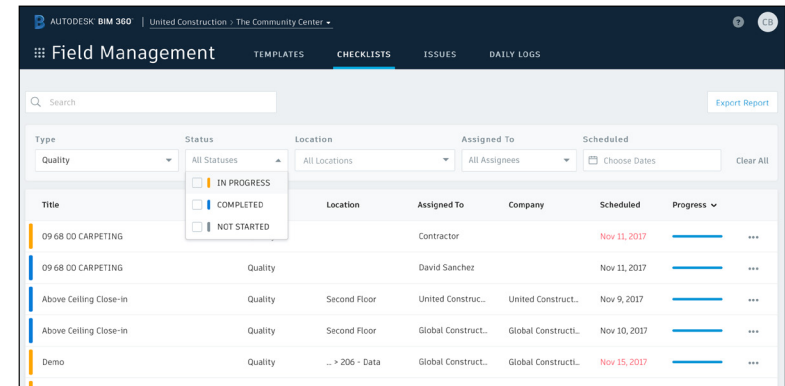 AUTODESK® BIM 360® | United Construction > The Community Center
? CB
Field Management TEMPLATES CHECKLISTS ISSUES DAILY LOGS
Search Export Report
Type Status Location Assigned To Scheduled
Quality All Statuses All Locations All Assignees Choose Dates Clear All
IN PROGRESS
COMPLETED
NOT STARTED
Title Location Assigned To Company Scheduled Progress
09 68 00 CARPETING Contractor Nov 11, 2017
09 68 00 CARPETING Quality David Sanchez Nov 11, 2017
Above Ceiling Close-in Quality Second Floor United Construc... United Construct... Nov 9, 2017
Above Ceiling Close-in Quality Second Floor Global Construct... Global Constructi... Nov 10, 2017
Demo Quality ... > 206 - Data Global Construct... Global Constructi... Nov 15, 2017